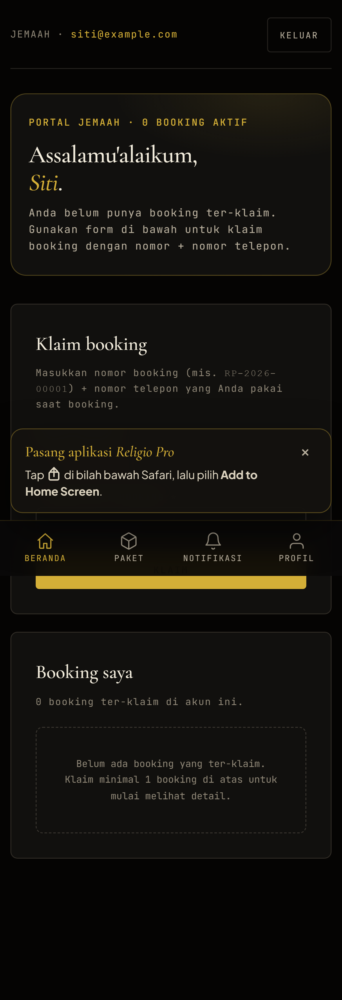 JEMAAH · siti@example.com
KELUAR
PORTAL JEMAAH · 0 BOOKING AKTIF
Assalamu'alaikum,
Siti.
Anda belum punya booking ter-klaim.
Gunakan form di bawah untuk klaim
booking dengan nomor + nomor telepon.
Klaim booking
Masukkan nomor booking (mis. RP-2026-
00001) + nomor telepon yang Anda pakai
saat booking.
Pasang aplikasi Religio Pro
×
Tap di bilah bawah Safari, lalu pilih Add to
Home Screen.
BERANDA
PAKET
NOTIFIKASI
PROFIL
KLAIM
Booking saya
0 booking ter-klaim di akun ini.
Belum ada booking yang ter-klaim.
Klaim minimal 1 booking di atas untuk
mulai melihat detail.